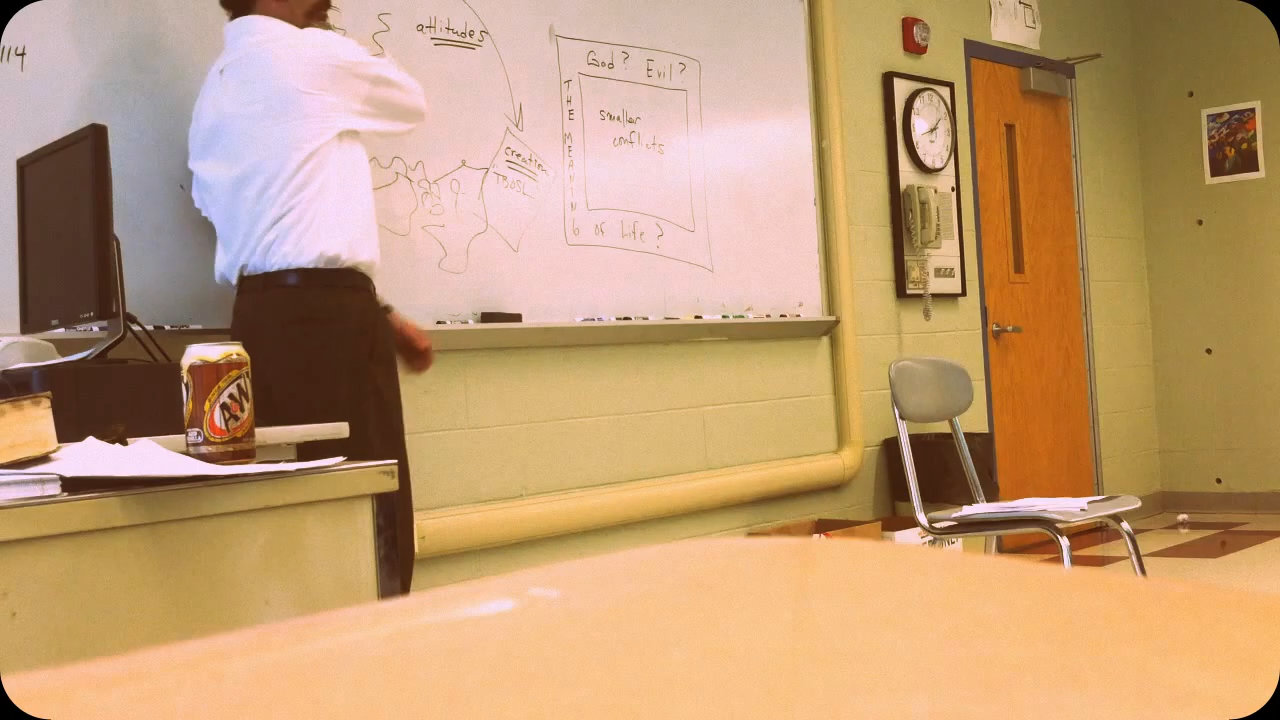 114
attitudes
creation
TBOSL
God? Evil?
THE MEANING
smaller
conflicts
of Life?
A&W